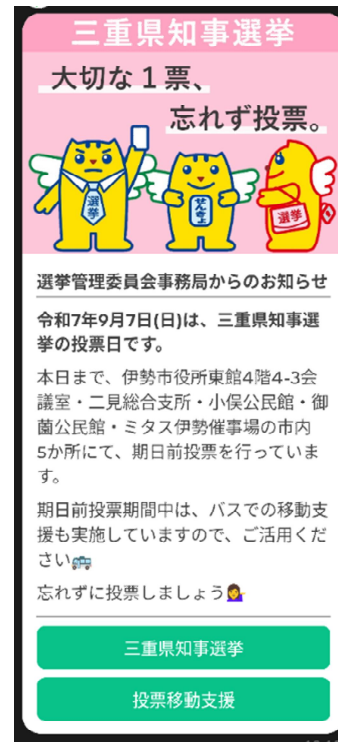 三重県知事選挙
大切な１票、
忘れず投票。
選挙
せんきょ
選挙
選挙管理委員会事務局からのお知らせ
令和7年9月7日(日)は、三重県知事選
挙の投票日です。
本日まで、伊勢市役所東館4階4-3会
議室・二見総合支所・小俣公民館・御
薗公民館・ミタス伊勢催事場の市内
5か所にて、期日前投票を行っていま
す。
期日前投票期間中は、バスでの移動支
援も実施していますので、ご活用くだ
さい🚌
忘れずに投票しましょう💁‍♀️
三重県知事選挙
投票移動支援